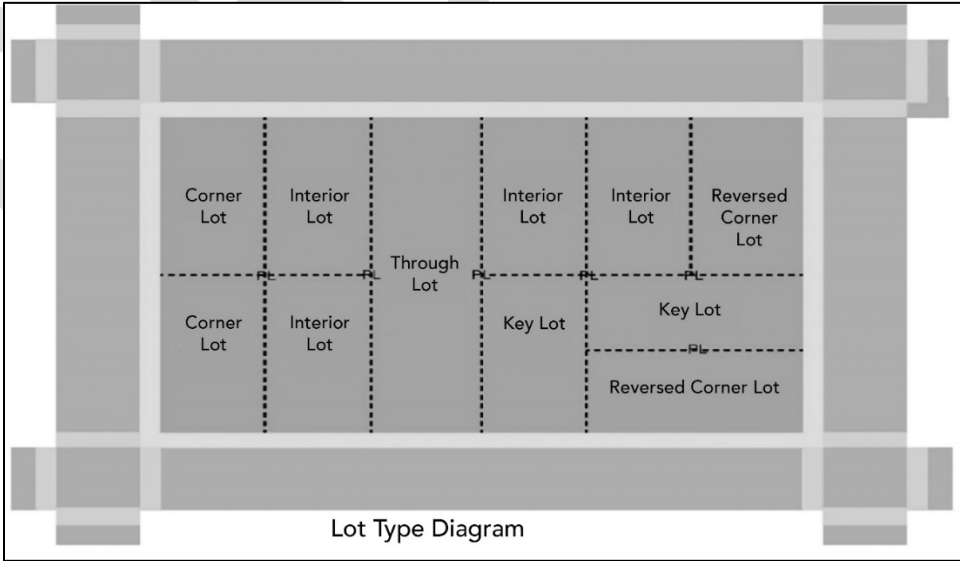 Corner
Lot
Interior
Lot
Interior
Lot
Interior
Lot
Reversed
Corner
Lot
Through
Lot
PL
PL
PL
PL
PL
Corner
Lot
Interior
Lot
Key Lot
Key Lot
PL
Reversed Corner Lot
Lot Type Diagram